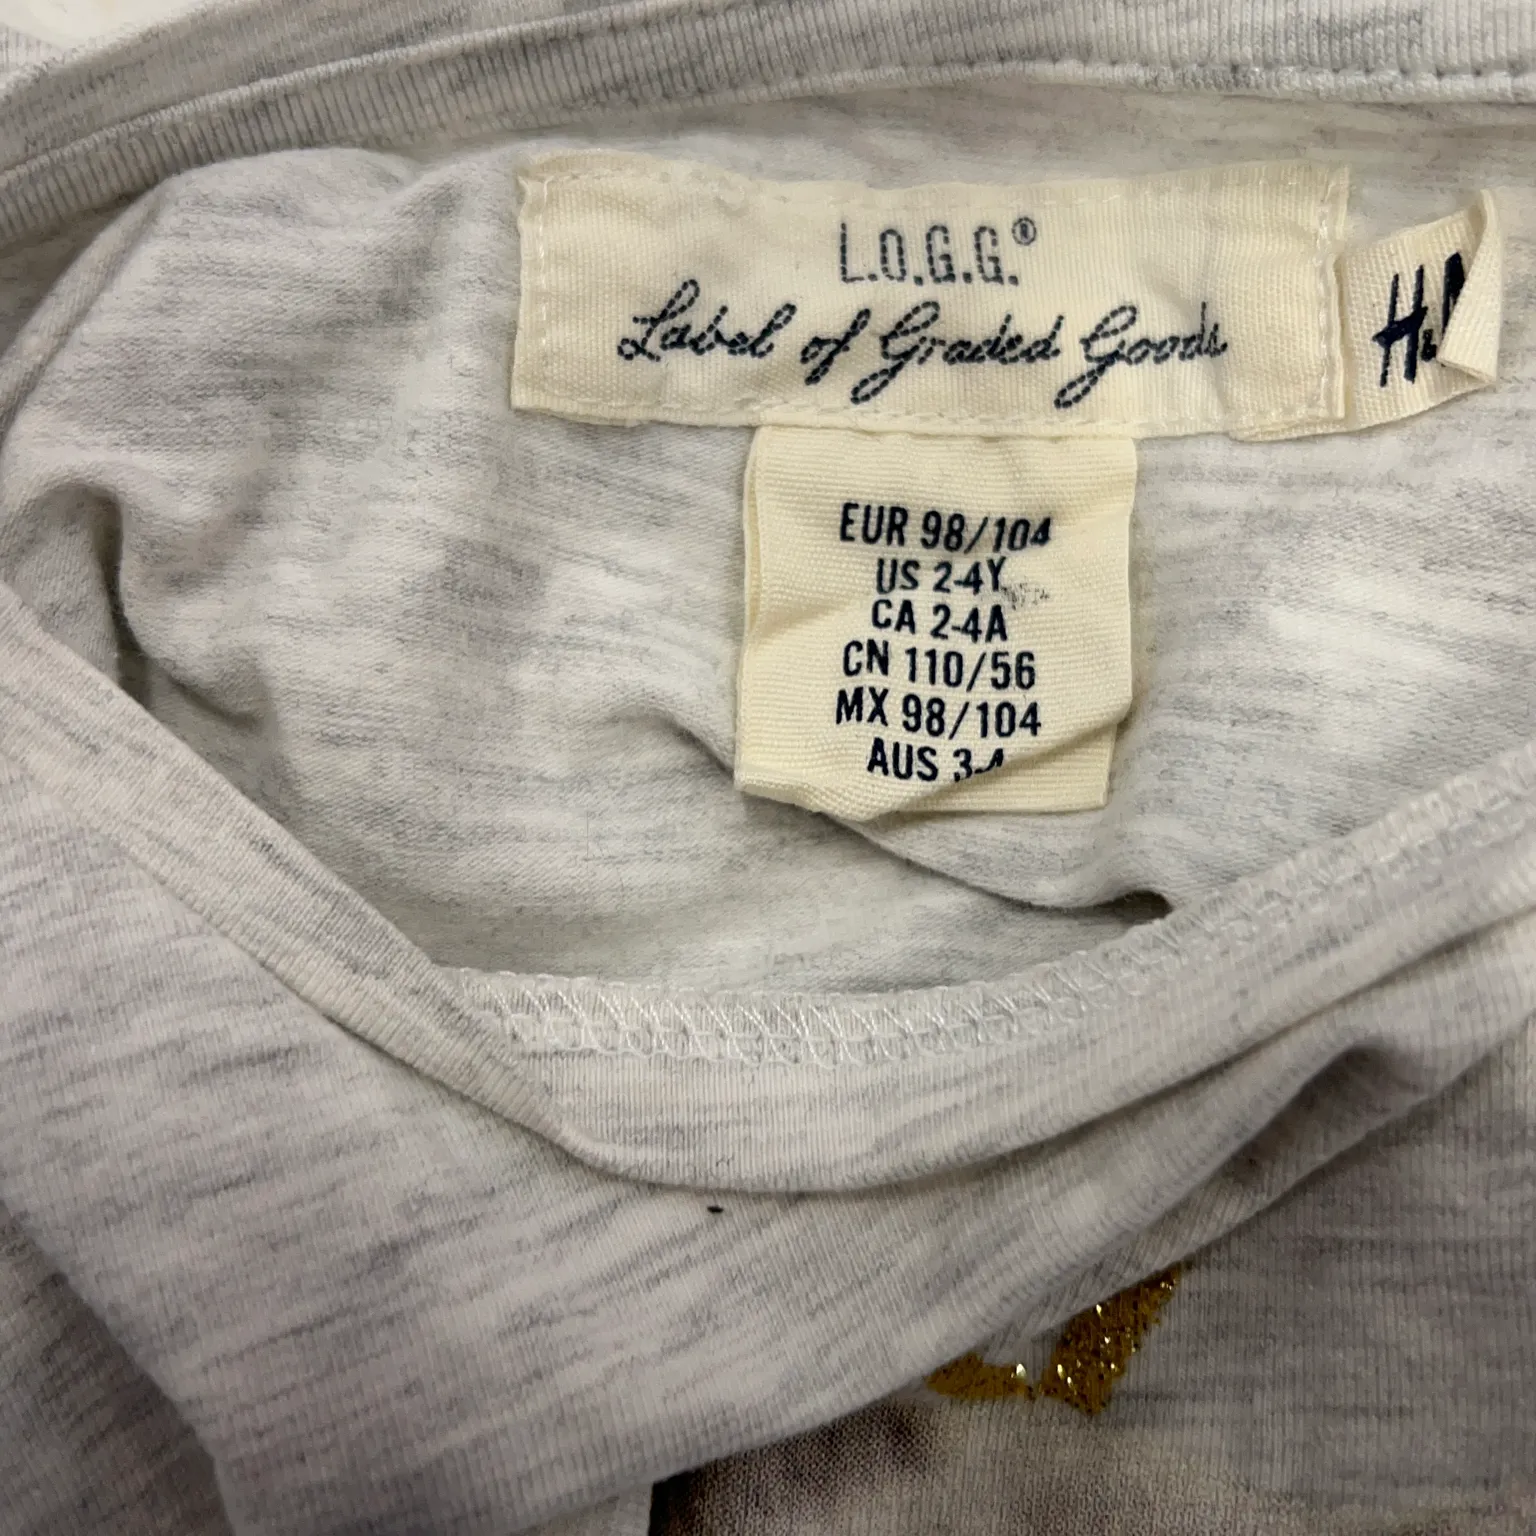 L.O.G.G.®
Label of Graded Goods
H&
EUR 98/104
US 2-4Y
CA 2-4A
CN 110/56
MX 98/104
AUS 3-4